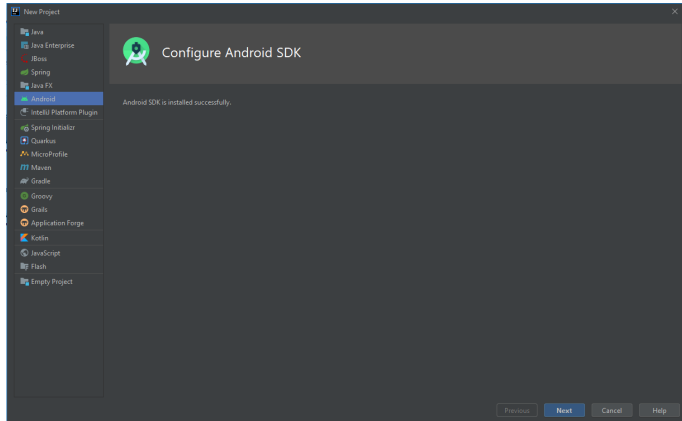 New Project
Java
Java Enterprise
JBoss
Spring
Java FX
Android
IntelliJ Platform Plugin
Spring Initializr
Quarkus
MicroProfile
Maven
Gradle
Groovy
Grails
Application Forge
Kotlin
JavaScript
Flash
Empty Project
Configure Android SDK
Android SDK is installed successfully.
Previous
Next
Cancel
Help